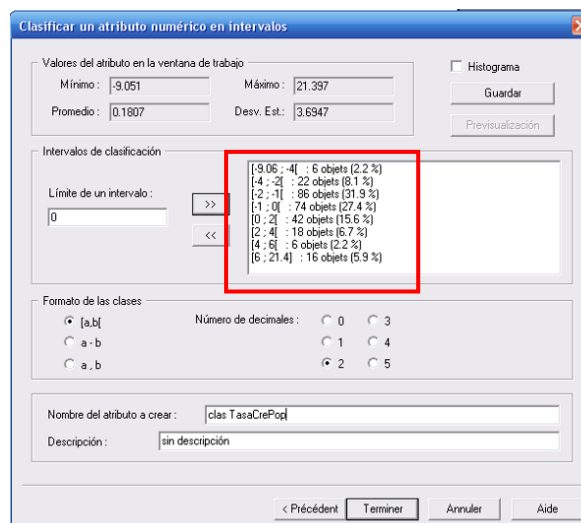 Clasificar un atributo numérico en intervalos
Valores del atributo en la ventana de trabajo
Mínimo : -9.051 Máximo : 21.397
Promedio : 0.1807 Desv. Est.: 3.6947
Histograma
Guardar
Previsualización
Intervalos de clasificación
Límite de un intervalo :
0
>>
<<
[-9.06 ; -4[ : 6 objets (2.2 %)
[-4 ; -2[ : 22 objets (8.1 %)
[-2 ; -1[ : 86 objets (31.9 %)
[-1 ; 0[ : 74 objets (27.4 %)
[0 ; 2[ : 42 objets (15.6 %)
[2 ; 4[ : 18 objets (6.7 %)
[4 ; 6[ : 6 objets (2.2 %)
[6 ; 21.4] : 16 objets (5.9 %)
Formato de las clases
[a,b[
a - b
a , b
Número de decimales : 0 3
1 4
2 5
Nombre del atributo a crear : clas TasaCrePop
Descripción : sin descripción
< Précédent Terminer Annuler Aide